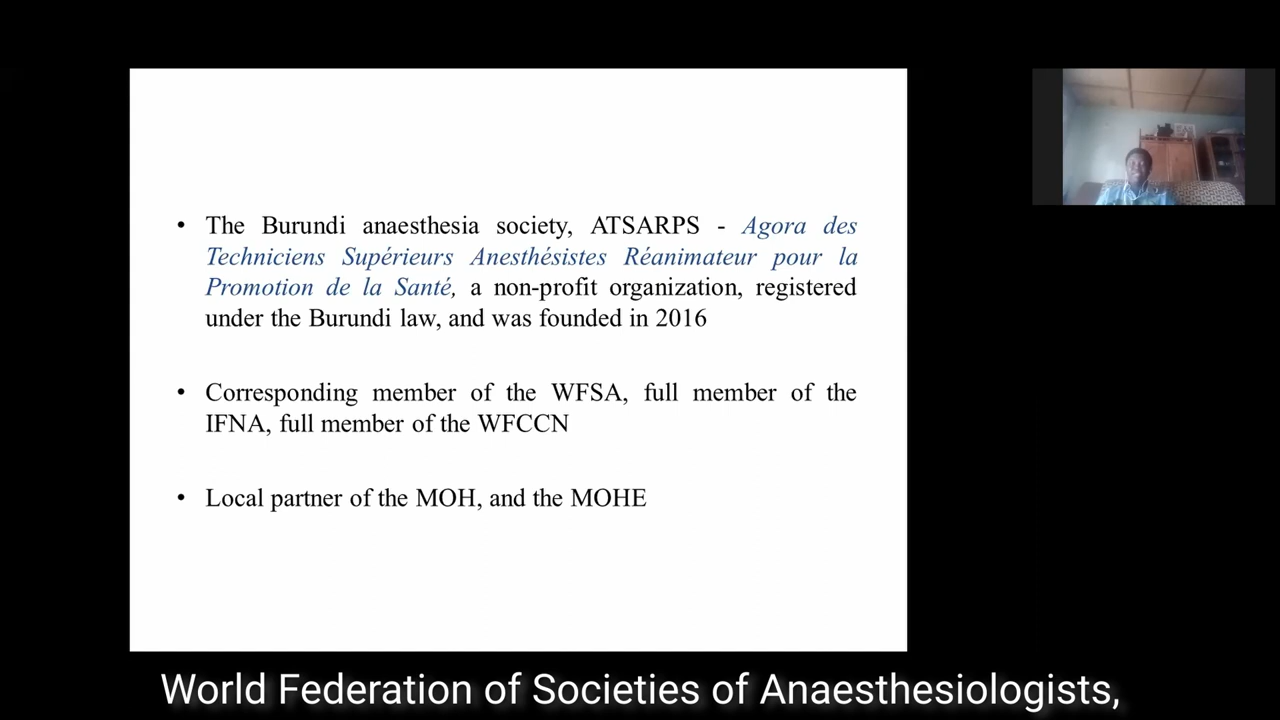 • The Burundi anaesthesia society, ATSARPS - Agora des
Techniciens Supérieurs Anesthésistes Réanimateur pour la
Promotion de la Santé, a non-profit organization, registered
under the Burundi law, and was founded in 2016
• Corresponding member of the WFSA, full member of the
IFNA, full member of the WFCCN
• Local partner of the MOH, and the MOHE
World Federation of Societies of Anaesthesiologists,